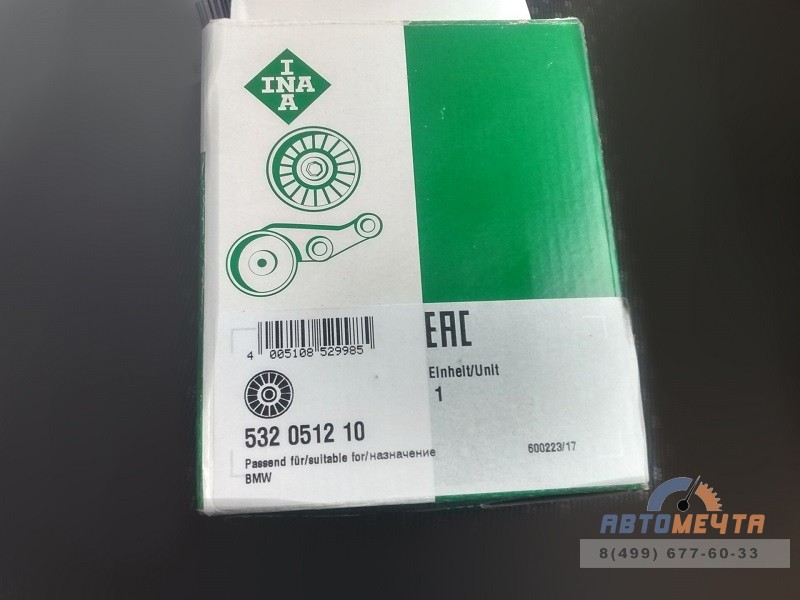 INA
INA
EAC
4 005108 529985
Einheit/Unit
1
532 0512 10
Passend für/suitable for/назначение
BMW
600223/17
АВТОМЕЧТА
8(499) 677-60-33